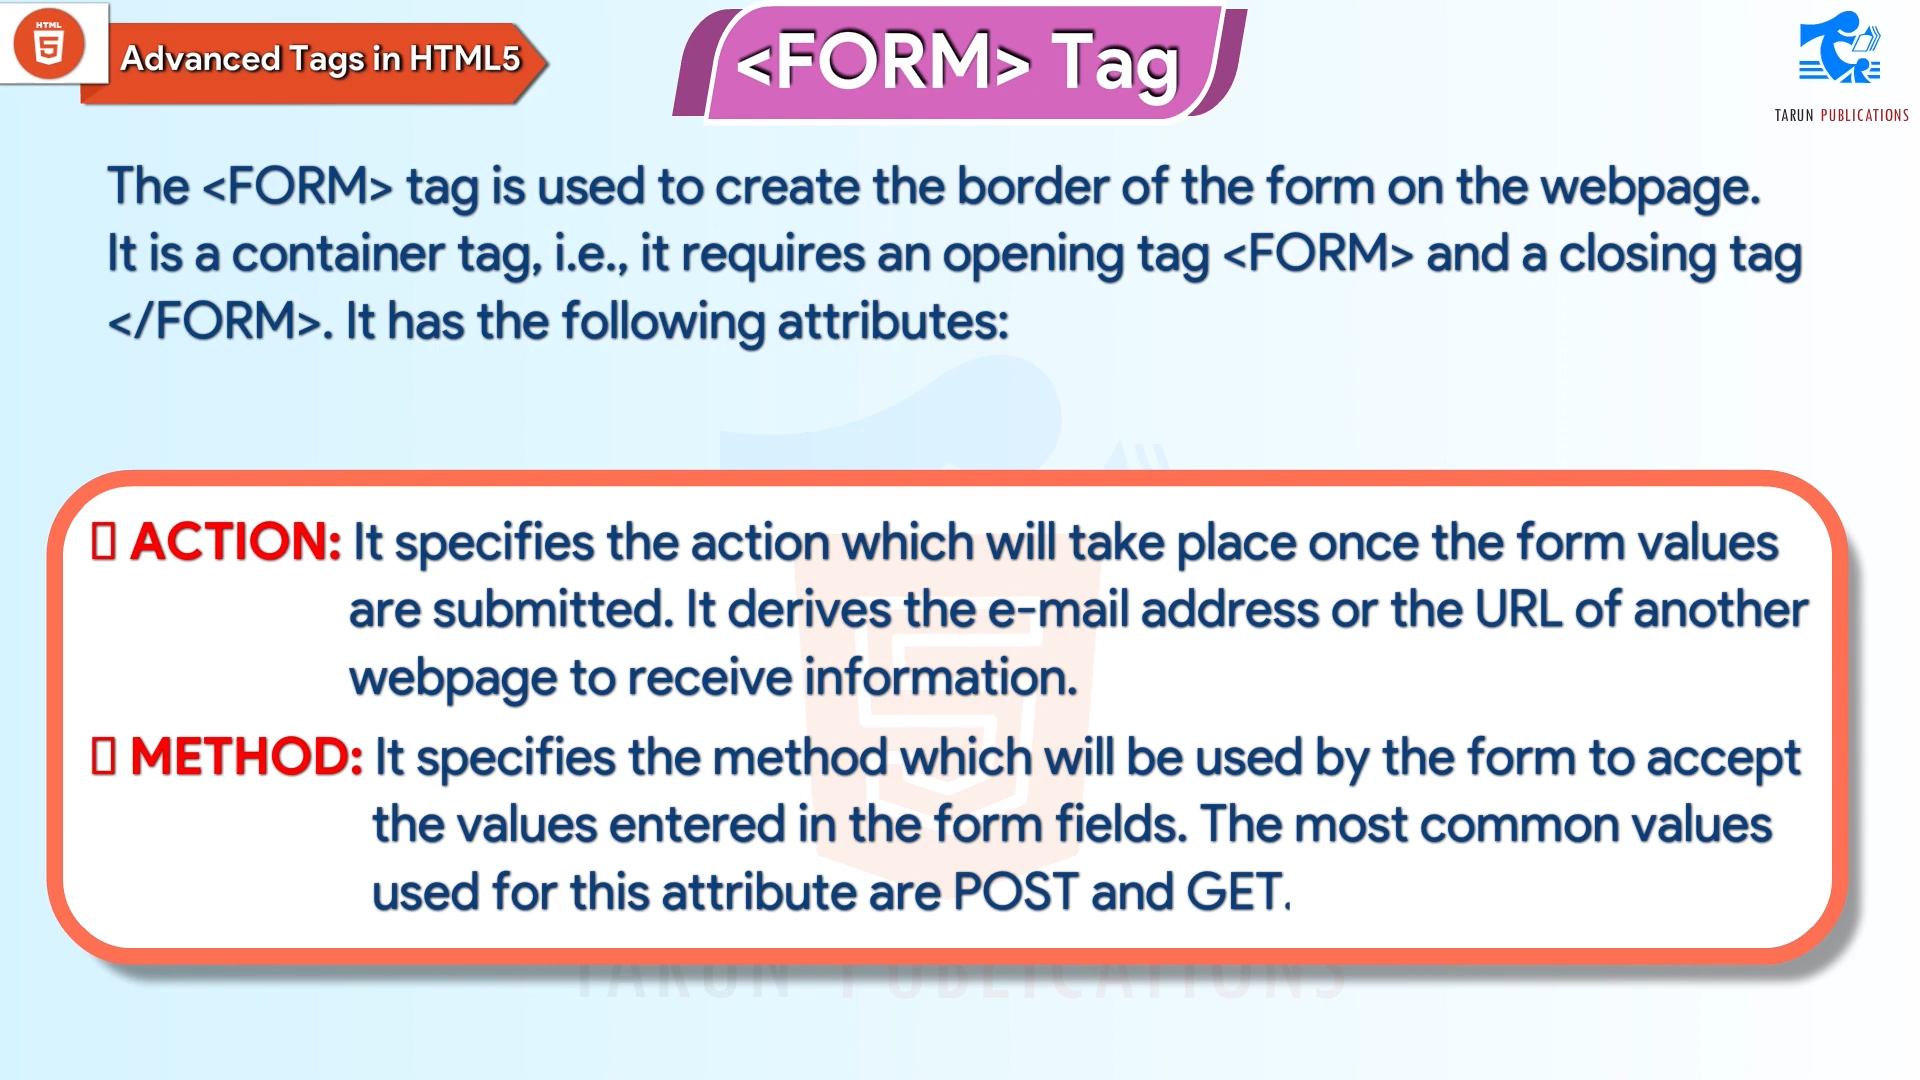 HTML
5
Advanced Tags in HTML5
<FORM> Tag
TARUN PUBLICATIONS
The <FORM> tag is used to create the border of the form on the webpage.
It is a container tag, i.e., it requires an opening tag <FORM> and a closing tag
</FORM>. It has the following attributes:
ACTION: It specifies the action which will take place once the form values
are submitted. It derives the e-mail address or the URL of another
webpage to receive information.
METHOD: It specifies the method which will be used by the form to accept
the values entered in the form fields. The most common values
used for this attribute are POST and GET.
TARUN PUBLICATIONS